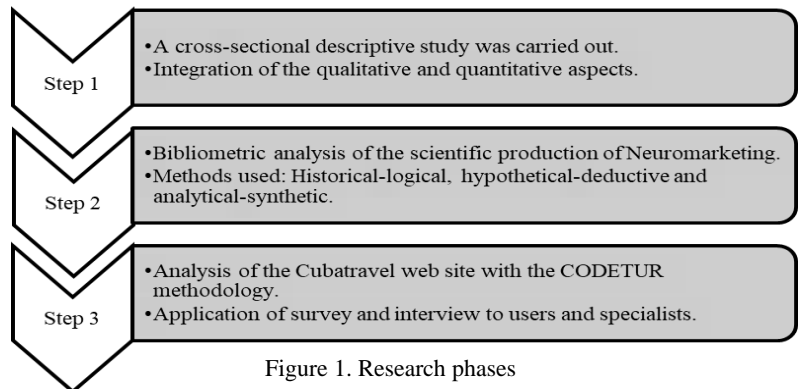 Step 1
•A cross-sectional descriptive study was carried out.
•Integration of the qualitative and quantitative aspects.
Step 2
•Bibliometric analysis of the scientific production of Neuromarketing.
•Methods used: Historical-logical, hypothetical-deductive and
analytical-synthetic.
Step 3
•Analysis of the Cubatravel web site with the CODETUR
methodology.
•Application of survey and interview to users and specialists.
Figure 1. Research phases